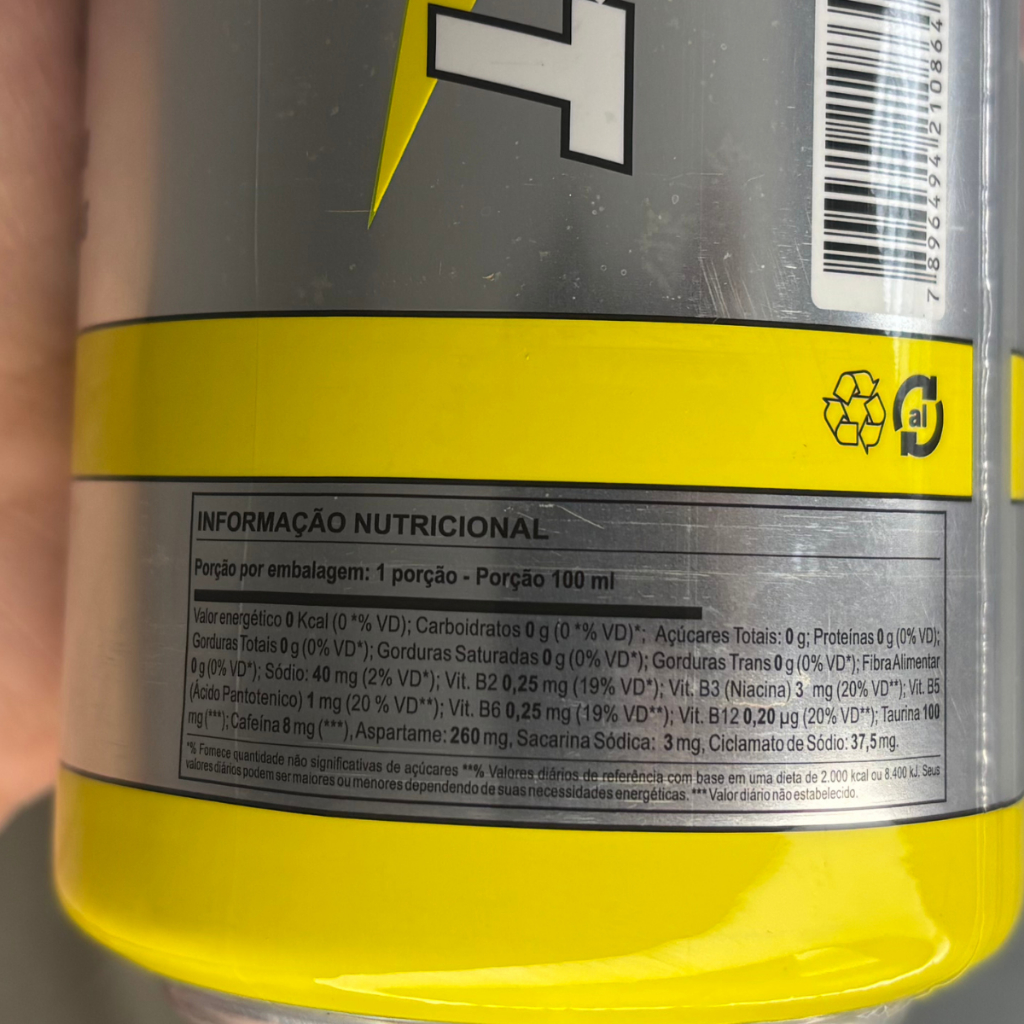 T
7896494210864
al
INFORMAÇÃO NUTRICIONAL
Porção por embalagem: 1 porção - Porção 100 ml
Valor energético 0 Kcal (0 *% VD); Carboidratos 0 g (0 *% VD)*; Açúcares Totais: 0 g; Proteínas 0 g (0% VD);
Gorduras Totais 0 g (0% VD*); Gorduras Saturadas 0 g (0% VD*); Gorduras Trans 0 g (0% VD*); Fibra Alimentar
0 g (0% VD*); Sódio: 40 mg (2% VD*); Vit. B2 0,25 mg (19% VD*); Vit. B3 (Niacina) 3 mg (20% VD**); Vit. B5
(Ácido Pantotenico) 1 mg (20 % VD**); Vit. B6 0,25 mg (19% VD**); Vit. B12 0,20 µg (20% VD**); Taurina 100
mg (***); Cafeína 8 mg (***), Aspartame: 260 mg, Sacarina Sódica: 3 mg, Ciclamato de Sódio: 37,5 mg.
*% Fornece quantidade não significativas de açúcares **% Valores diários de referência com base em uma dieta de 2.000 kcal ou 8.400 kJ. Seus
valores diários podem ser maiores ou menores dependendo de suas necessidades energéticas. *** Valor diário não estabelecido.